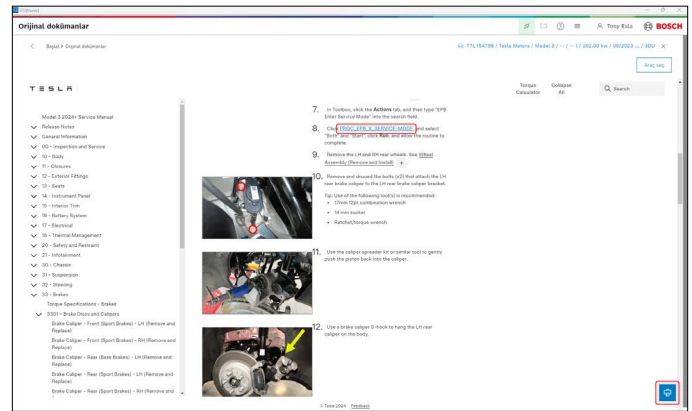 ESI[tronic]
Orijinal dokümanlar
Tony Esla
BOSCH
Başlat > Orijinal dokümanlar
Tesla Motors / Model 3 / -- / -- \ / 202.00 kw / 09/2023 ... / 3DU
Araç seç
TESLA
Torque Calculator
Collapse All
Search
Model 3 2024+ Service Manual
Release Notes
General Information
00 - Inspection and Service
10 - Body
11 - Closures
12 - Exterior Fittings
13 - Seats
14 - Instrument Panel
15 - Interior Trim
16 - Battery System
17 - Electrical
18 - Thermal Management
20 - Safety and Restraint
21 - Infotainment
30 - Chassis
31 - Suspension
32 - Steering
33 - Brakes
Torque Specifications - Brakes
3301 - Brake Discs and Calipers
Brake Caliper - Front (Sport Brakes) - LH (Remove and
Replace)
Brake Caliper - Front (Sport Brakes) - RH (Remove and
Replace)
Brake Caliper - Rear (Base Brakes) - LH (Remove and
Replace)
Brake Caliper - Rear (Sport Brakes) - LH (Remove and
Replace)
Brake Caliper - Rear (Sport Brakes) - RH (Remove and
7. In Toolbox, click the Actions tab, and then type "EPB
Enter Service Mode" into the search field.
8. Click PROC_EPB_X_SERVICE-MODE, and select
"Both" and "Start", click Run, and allow the routine to
complete.
9. Remove the LH and RH rear wheels. See Wheel
Assembly (Remove and Install) +.
10. Remove and discard the bolts (x2) that attach the LH
rear brake caliper to the LH rear brake caliper bracket.
Tip: Use of the following tool(s) is recommended:
• 17mm 12pt combination wrench
• 14 mm socket
• Ratchet/torque wrench
11. Use the caliper spreader kit or similar tool to gently
push the piston back into the caliper.
12. Use a brake caliper S-hook to hang the LH rear
caliper on the body.
© Tesla 2024 Feedback